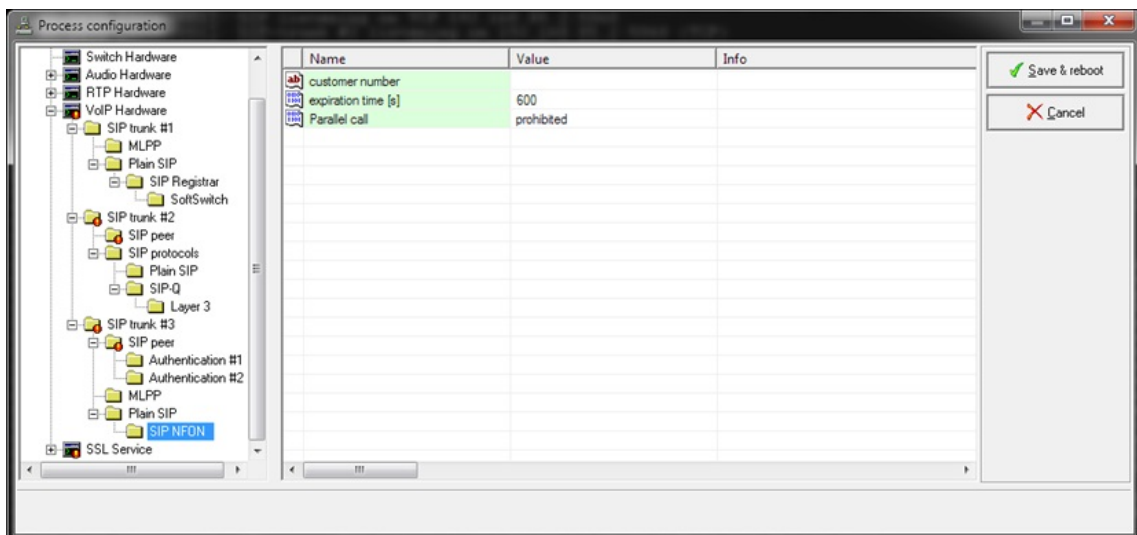 Process configuration
Switch Hardware
Audio Hardware
RTP Hardware
VoIP Hardware
SIP trunk #1
MLPP
Plain SIP
SIP Registrar
SoftSwitch
SIP trunk #2
SIP peer
SIP protocols
Plain SIP
SIP-Q
Layer 3
SIP trunk #3
SIP peer
Authentication #1
Authentication #2
MLPP
Plain SIP
SIP NFON
SSL Service
Name Value Info
ab customer number
expiration time [s] 600
Parallel call prohibited
Save & reboot
Cancel